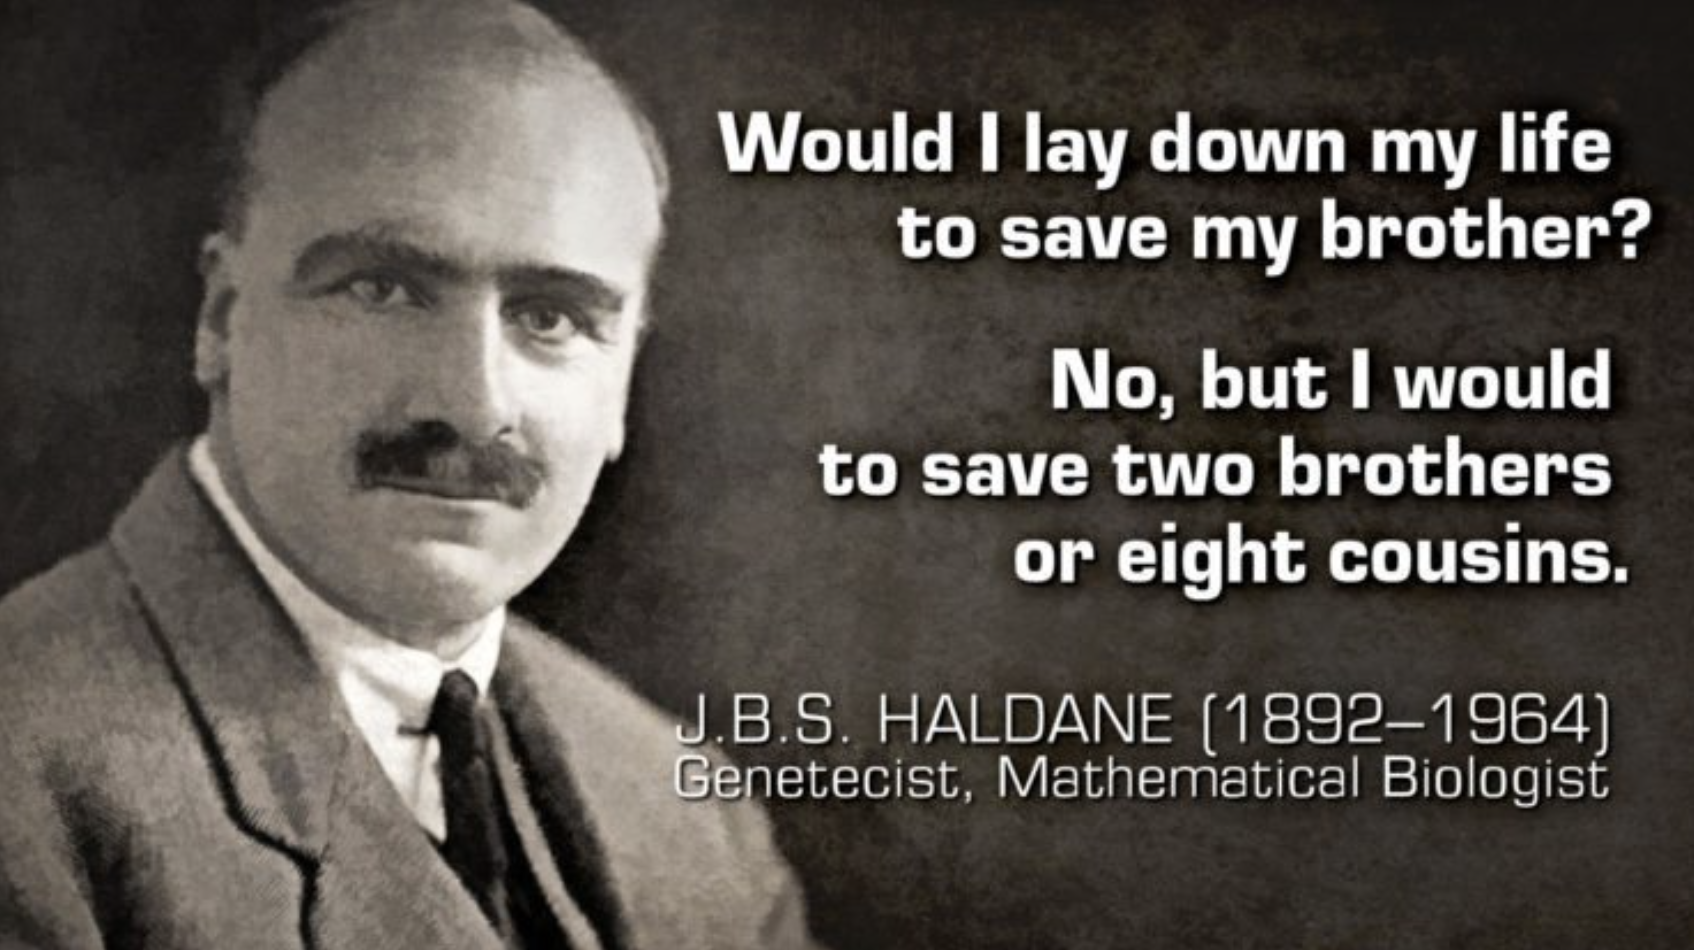 Would I lay down my life
to save my brother?
No, but I would
to save two brothers
or eight cousins.
J.B.S. HALDANE (1892–1964)
Genetecist, Mathematical Biologist